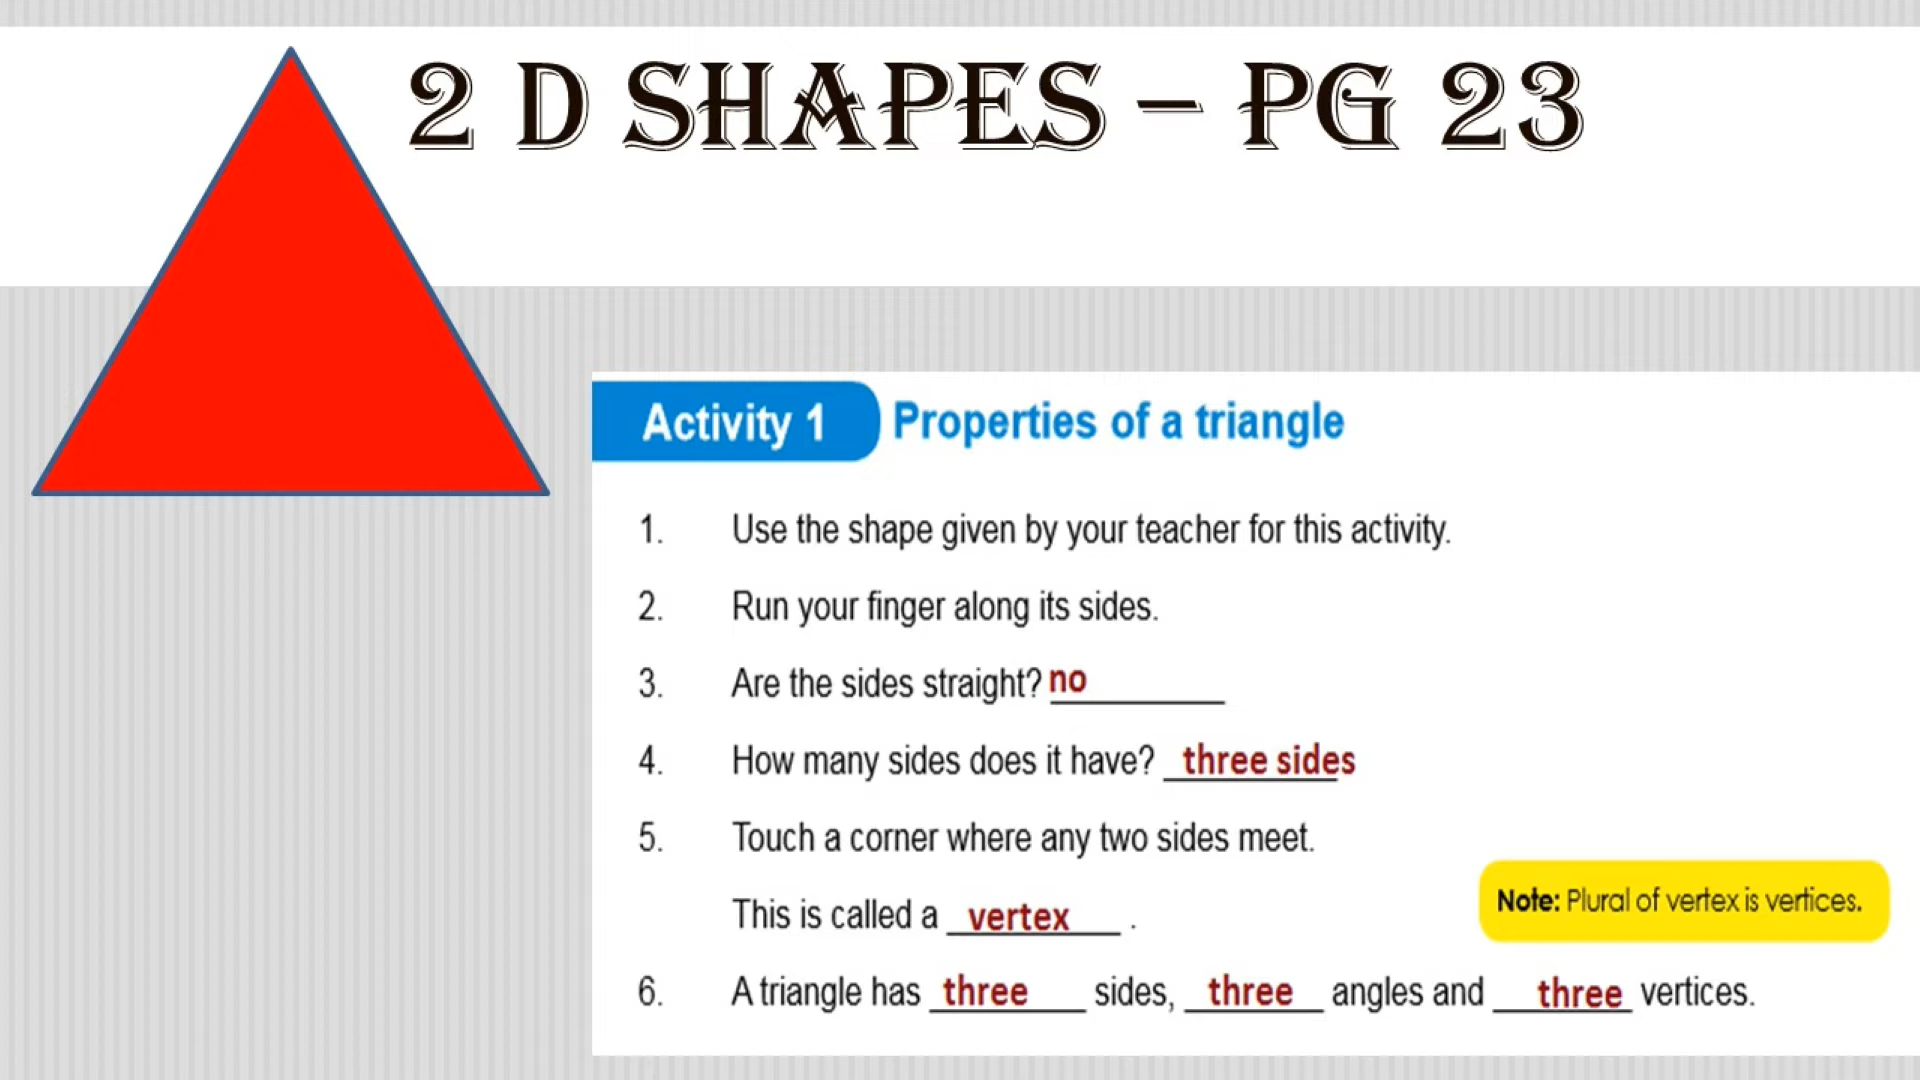 2 D SHAPES – PG 23
Activity 1 Properties of a triangle
1. Use the shape given by your teacher for this activity.
2. Run your finger along its sides.
3. Are the sides straight? no
4. How many sides does it have? three sides
5. Touch a corner where any two sides meet.
This is called a vertex .
Note: Plural of vertex is vertices.
6. A triangle has three sides, three angles and three vertices.